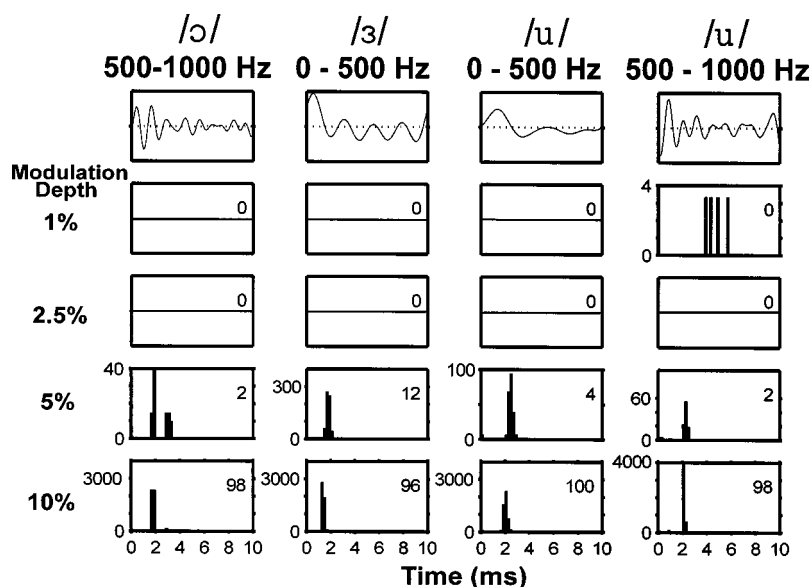 /ɔ/ /ɜ/ /u/ /u/
500-1000 Hz 0 - 500 Hz 0 - 500 Hz 500 - 1000 Hz
Modulation
Depth
1%
0 0 0 4 0 0
2.5%
0 0 0 0
5%
40 0 2 300 0 12 100 0 4 60 0 2
10%
3000 0 98 3000 0 96 3000 0 100 4000 0 98
0 2 4 6 8 10 0 2 4 6 8 10 0 2 4 6 8 10 0 2 4 6 8 10
Time (ms)